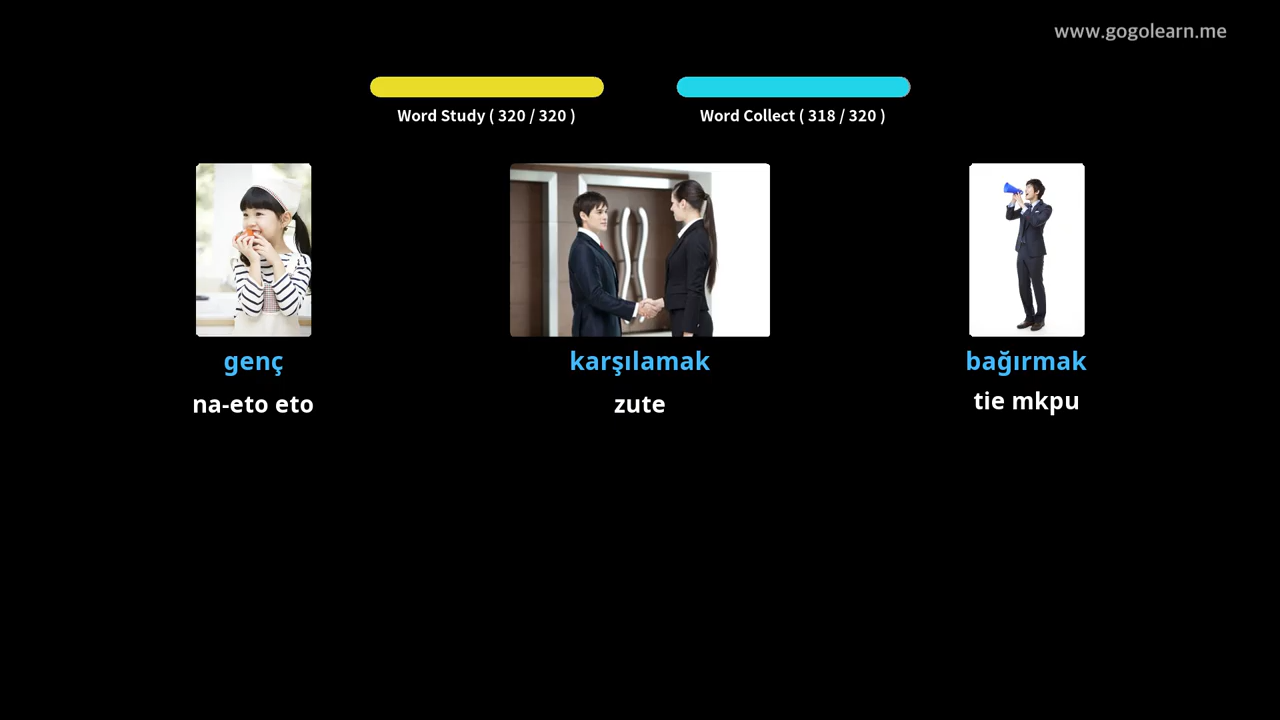 www.gogolearn.me
Word Study ( 320 / 320 )
Word Collect ( 318 / 320 )
genç
karşılamak
bağırmak
na-eto eto
zute
tie mkpu